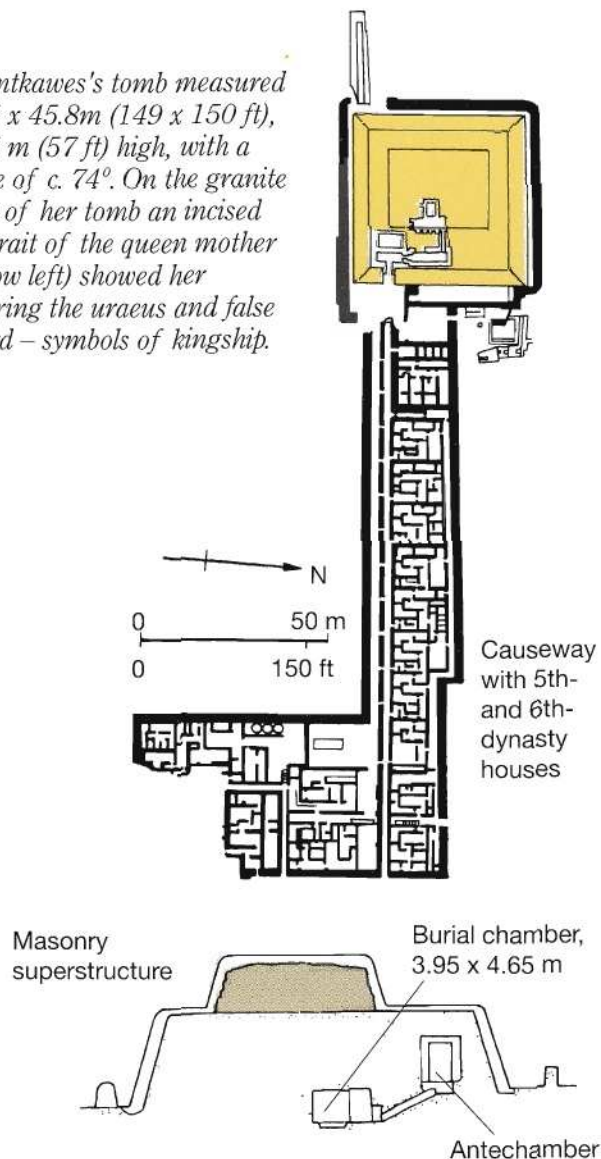 ntkawes's tomb measured
x 45.8m (149 x 150 ft),
m (57 ft) high, with a
e of c. 74º. On the granite
of her tomb an incised
rait of the queen mother
ow left) showed her
ring the uraeus and false
d – symbols of kingship.
N
0 50 m
0 150 ft
Causeway
with 5th-
and 6th-
dynasty
houses
Masonry
superstructure
Burial chamber,
3.95 x 4.65 m
Antechamber